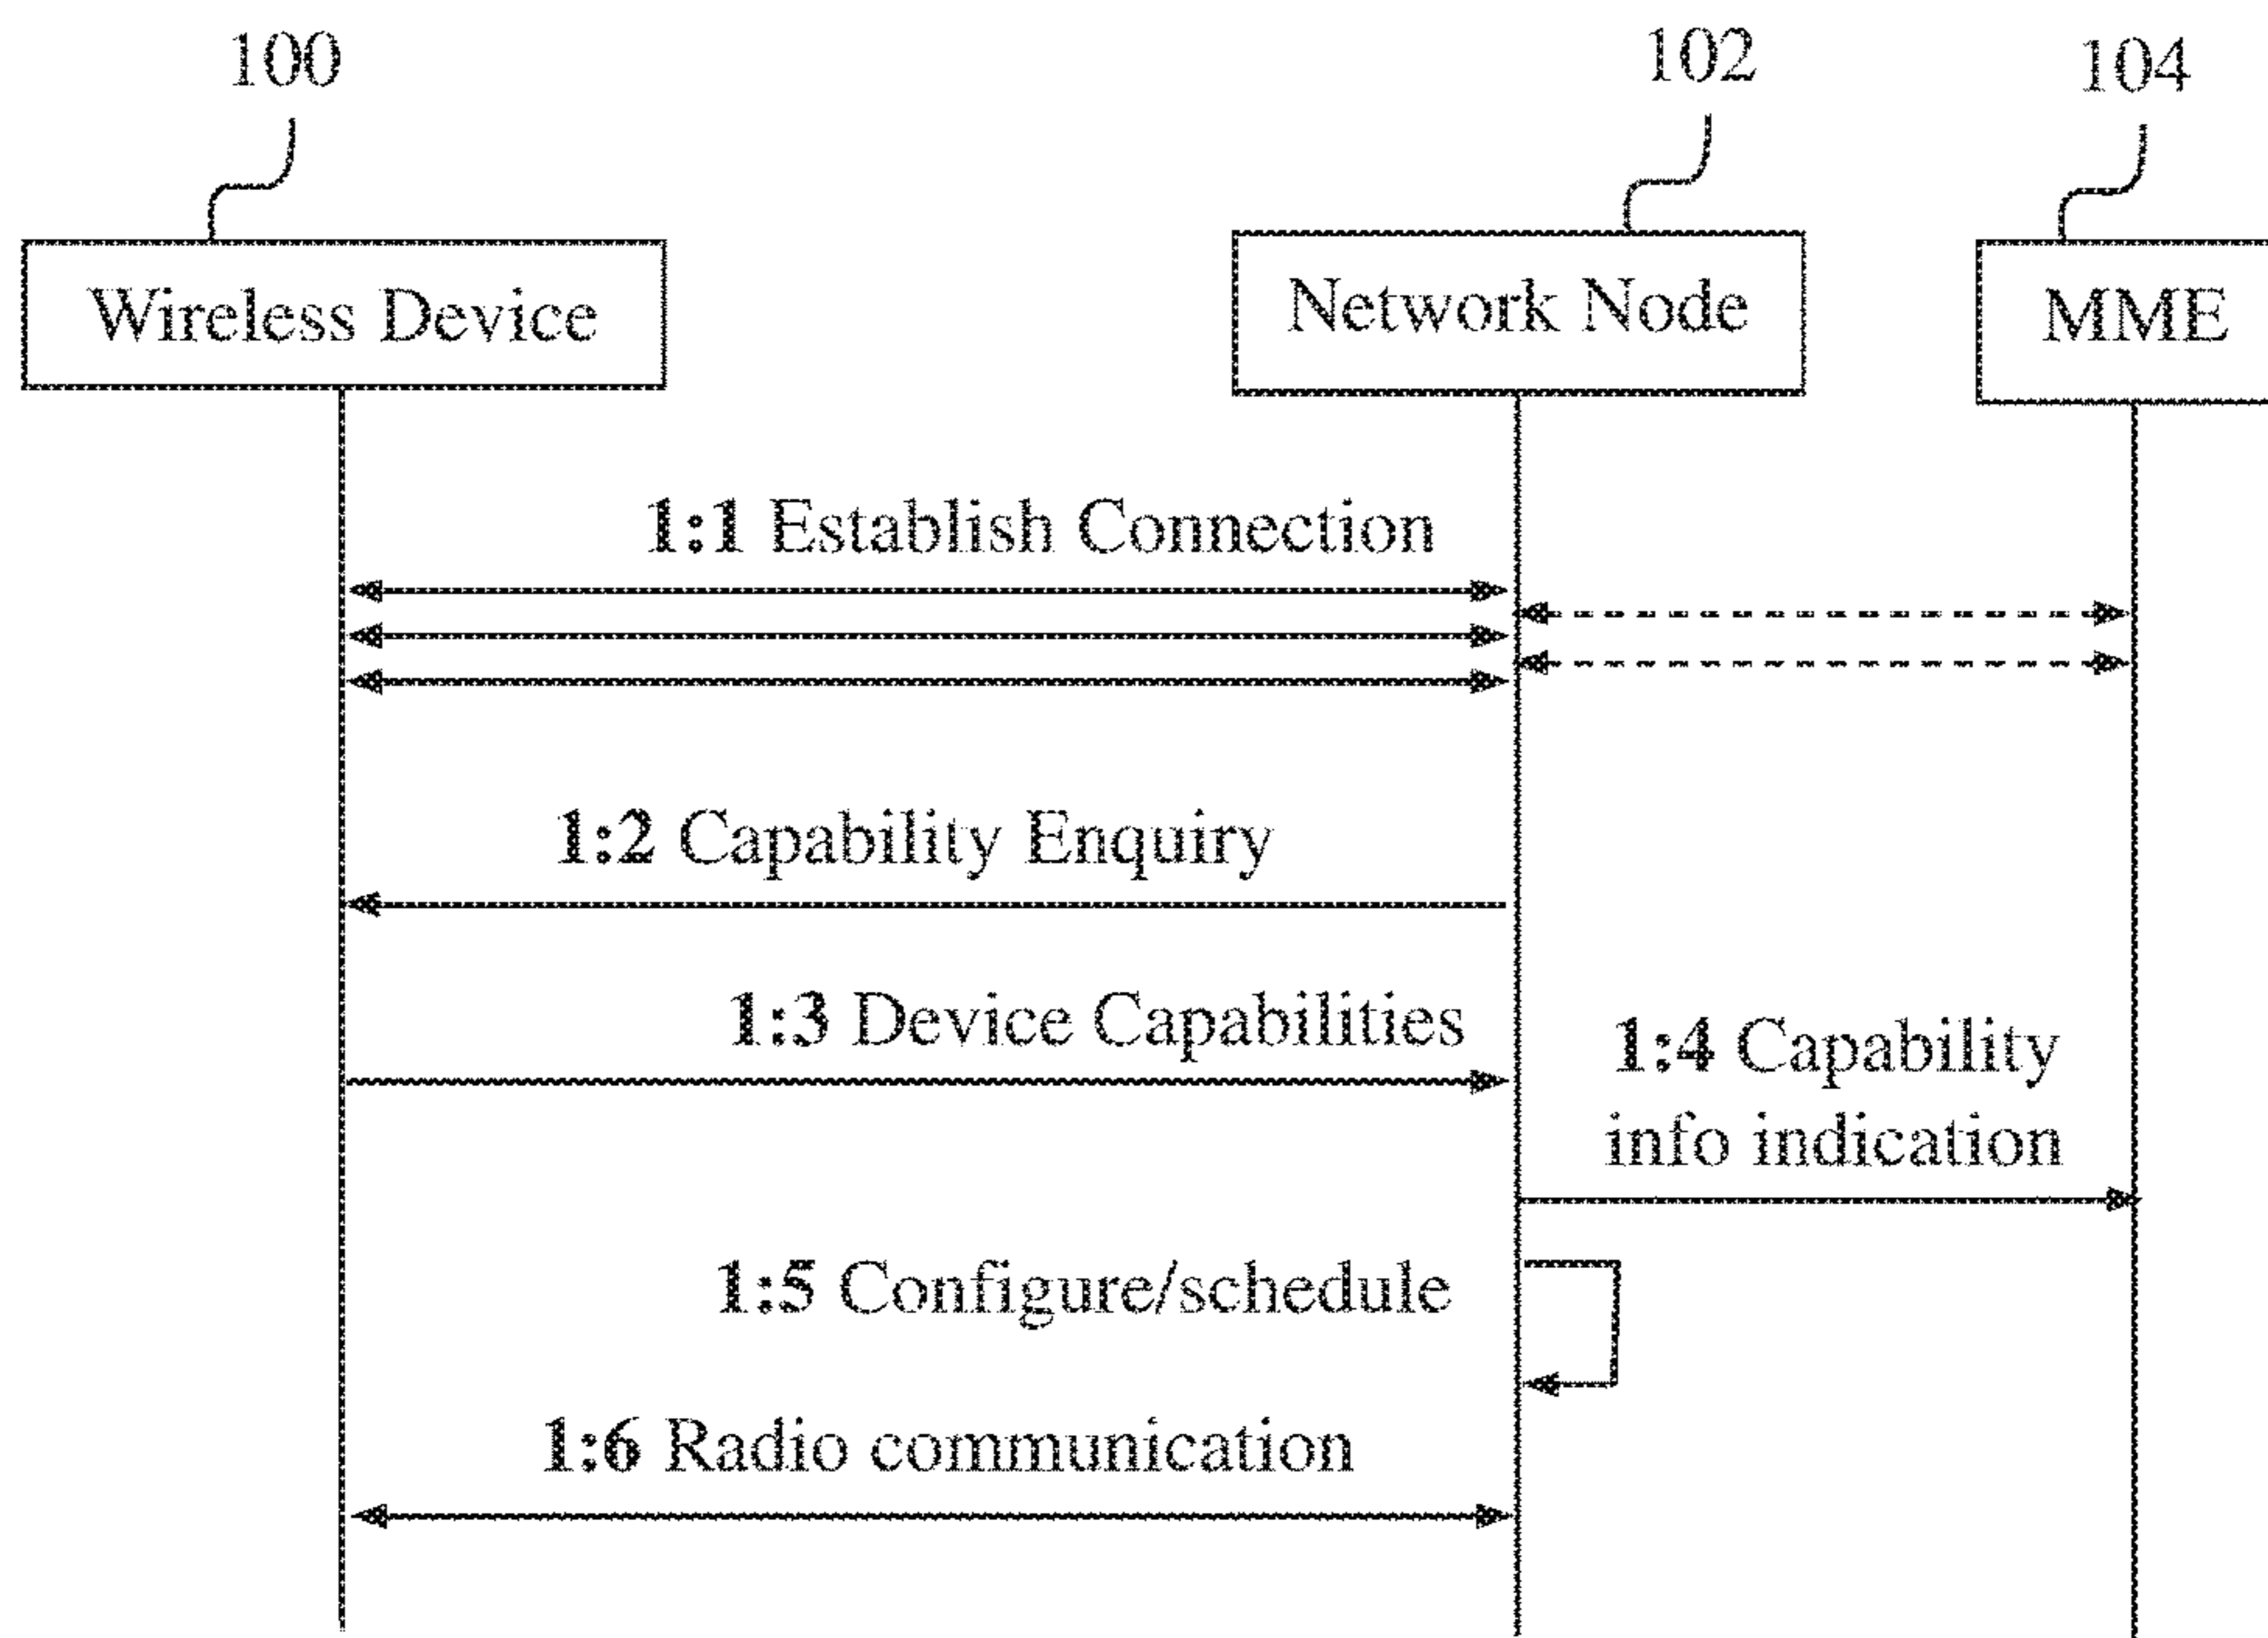 100
102
104
Wireless Device
Network Node
MME
1:1 Establish Connection
1:2 Capability Enquiry
1:3 Device Capabilities
1:4 Capability
info indication
1:5 Configure/schedule
1:6 Radio communication